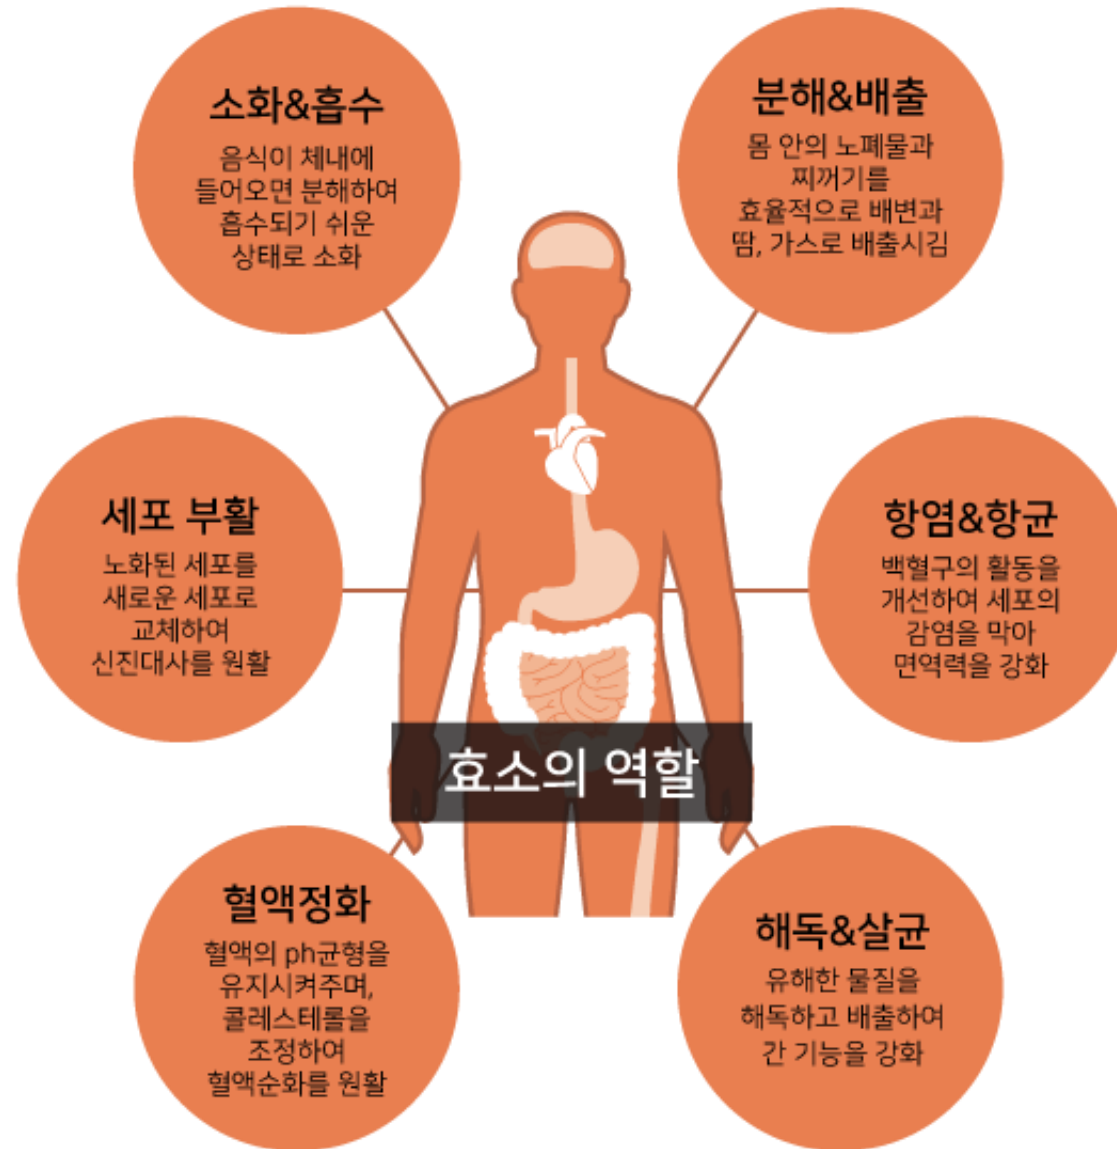 소화&흡수
음식이 체내에
들어오면 분해하여
흡수되기 쉬운
상태로 소화
분해&배출
몸 안의 노폐물과
찌꺼기를
효율적으로 배변과
땀, 가스로 배출시킴
세포 부활
노화된 세포를
새로운 세포로
교체하여
신진대사를 원활
항염&항균
백혈구의 활동을
개선하여 세포의
감염을 막아
면역력을 강화
효소의 역할
혈액정화
혈액의 ph균형을
유지시켜주며,
콜레스테롤을
조정하여
혈액순화를 원활
해독&살균
유해한 물질을
해독하고 배출하여
간 기능을 강화